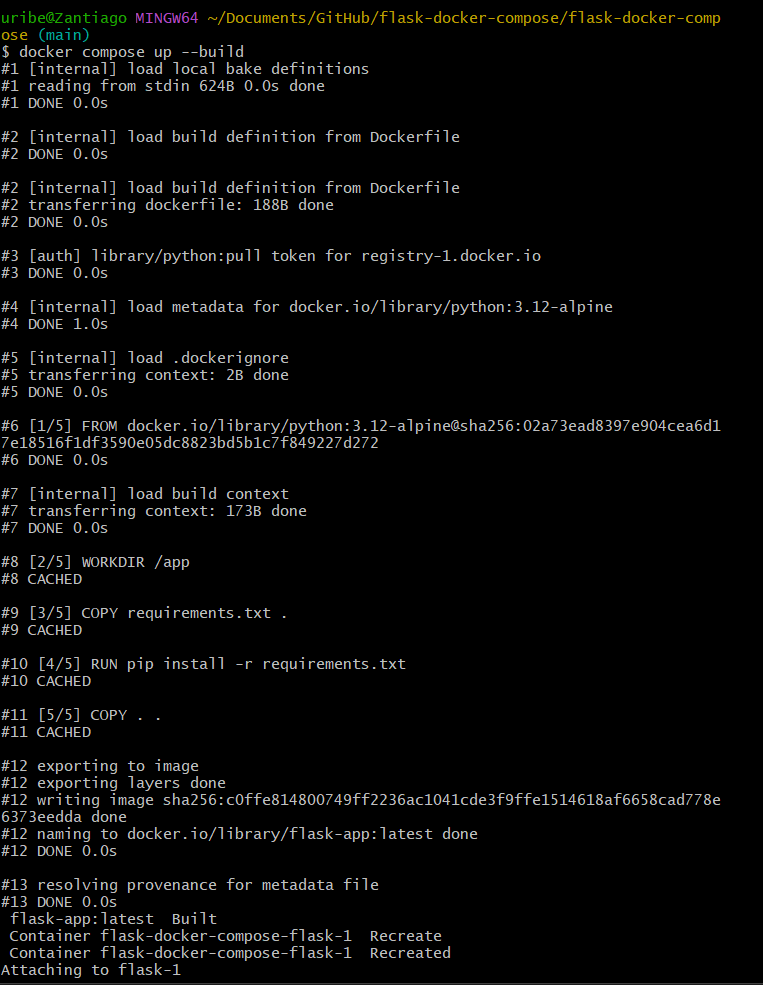 uribe@Zantiago MINGW64 ~/Documents/GitHub/flask-docker-compose/flask-docker-comp
ose (main)
$ docker compose up --build
#1 [internal] load local bake definitions
#1 reading from stdin 624B 0.0s done
#1 DONE 0.0s
#2 [internal] load build definition from Dockerfile
#2 DONE 0.0s
#2 [internal] load build definition from Dockerfile
#2 transferring dockerfile: 188B done
#2 DONE 0.0s
#3 [auth] library/python:pull token for registry-1.docker.io
#3 DONE 0.0s
#4 [internal] load metadata for docker.io/library/python:3.12-alpine
#4 DONE 1.0s
#5 [internal] load .dockerignore
#5 transferring context: 2B done
#5 DONE 0.0s
#6 [1/5] FROM docker.io/library/python:3.12-alpine@sha256:02a73ead8397e904cea6d1
7e18516f1df3590e05dc8823bd5b1c7f849227d272
#6 DONE 0.0s
#7 [internal] load build context
#7 transferring context: 173B done
#7 DONE 0.0s
#8 [2/5] WORKDIR /app
#8 CACHED
#9 [3/5] COPY requirements.txt .
#9 CACHED
#10 [4/5] RUN pip install -r requirements.txt
#10 CACHED
#11 [5/5] COPY . .
#11 CACHED
#12 exporting to image
#12 exporting layers done
#12 writing image sha256:c0ffe814800749ff2236ac1041cde3f9ffe1514618af6658cad778e
6373eedda done
#12 naming to docker.io/library/flask-app:latest done
#12 DONE 0.0s
#13 resolving provenance for metadata file
#13 DONE 0.0s
flask-app:latest  Built
Container flask-docker-compose-flask-1  Recreate
Container flask-docker-compose-flask-1  Recreated
Attaching to flask-1